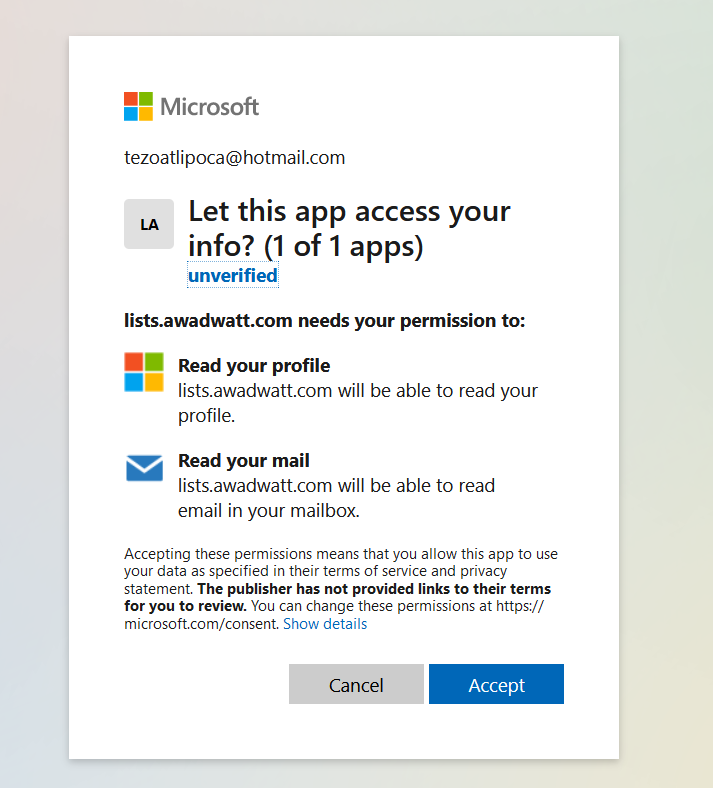 Microsoft
tezoatlipoca@hotmail.com
LA
Let this app access your
info? (1 of 1 apps)
unverified
lists.awadwatt.com needs your permission to:
Read your profile
lists.awadwatt.com will be able to read your
profile.
Read your mail
lists.awadwatt.com will be able to read
email in your mailbox.
Accepting these permissions means that you allow this app to use
your data as specified in their terms of service and privacy
statement. The publisher has not provided links to their terms
for you to review. You can change these permissions at https://
microsoft.com/consent. Show details
Cancel
Accept